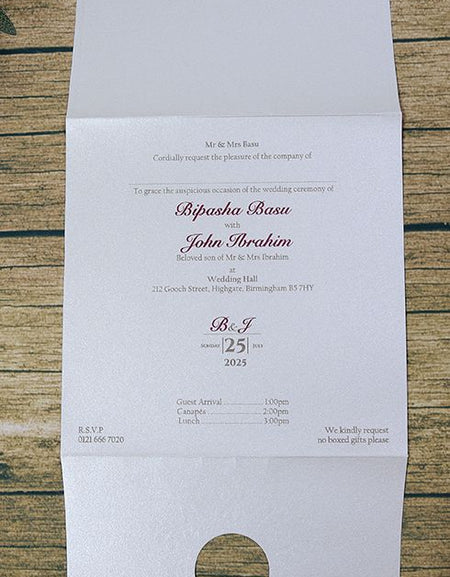 Mr & Mrs Basu
Cordially request the pleasure of the company of
To grace the auspicious occasion of the wedding ceremony of
Bipasha Basu
with
John Ibrahim
Beloved son of Mr & Mrs Ibrahim
at
Wedding Hall
212 Gooch Street, Highgate, Birmingham B5 7HY
B&J
SUNDAY |25| JULY
2025
Guest Arrival ................ 1:00pm
Canapés ...................... 2:00pm
Lunch ........................ 3:00pm
R.S.V.P
0121 666 7020
We kindly request
no boxed gifts please